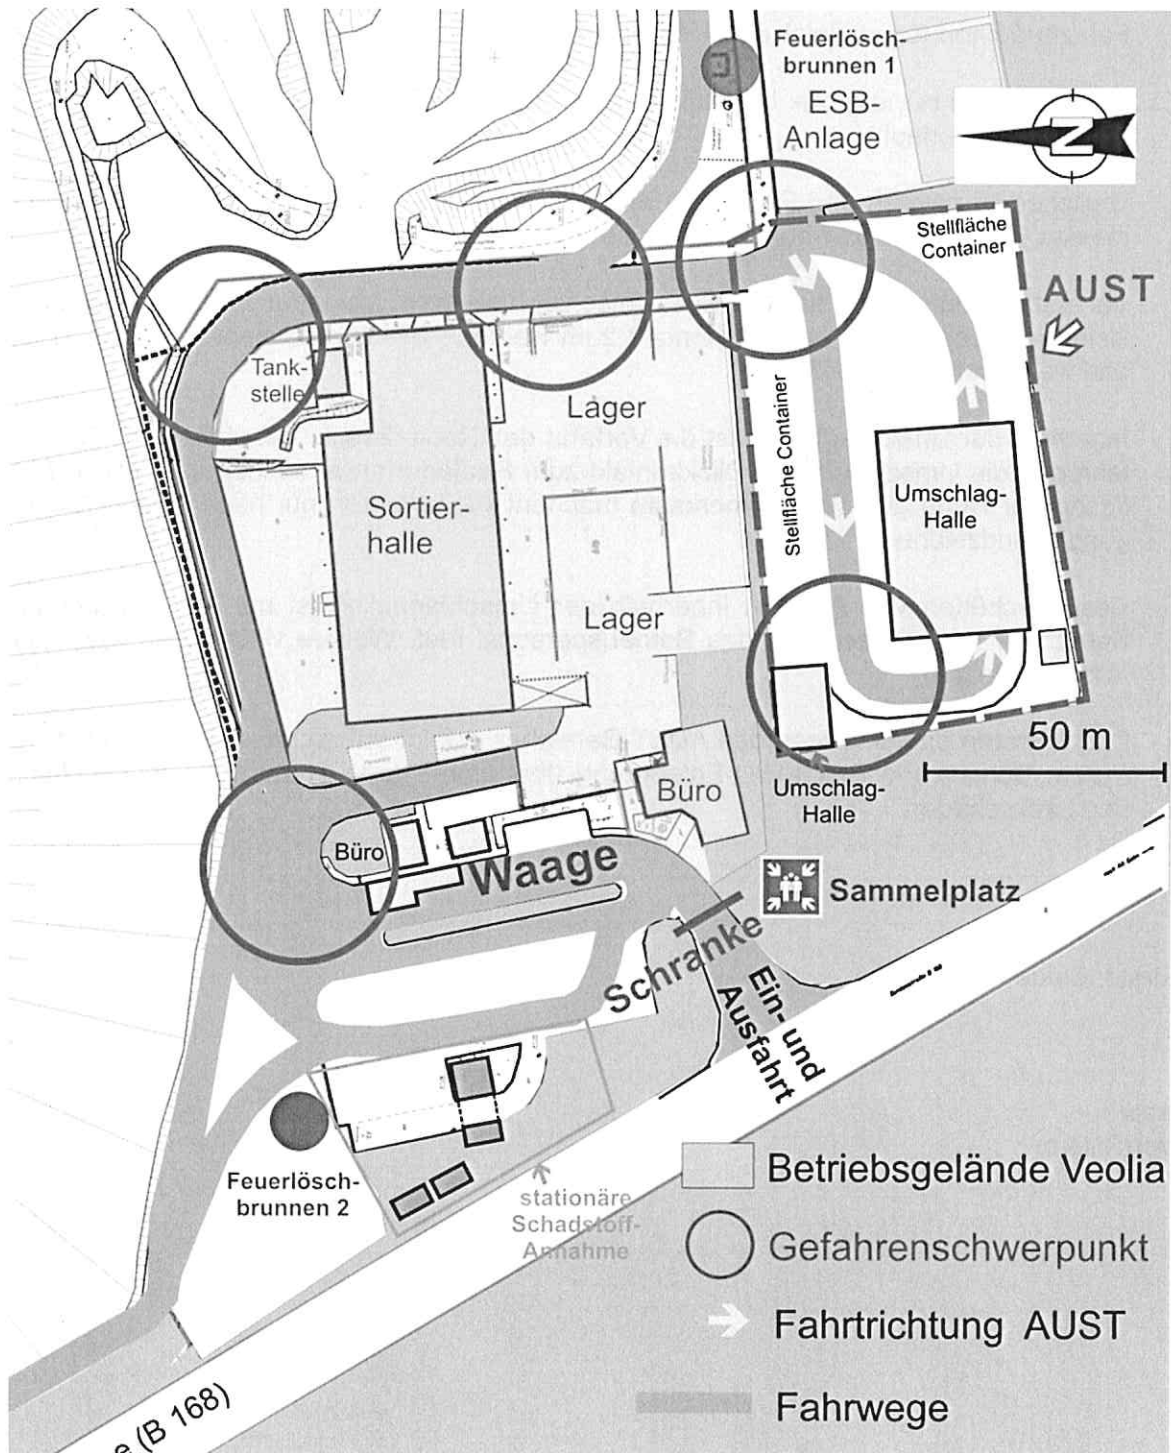 Feuerlösch-
brunnen 1
ESB-
Anlage
N
Stellfläche
Container
AUST
Tank-
stelle
Lager
Stellfläche Container
Umschlag-
Halle
Sortier-
halle
Lager
50 m
Büro
Umschlag-
Halle
Büro
Waage
Sammelplatz
Schranke
Ein- und
Ausfahrt
Feuerlösch-
brunnen 2
stationäre
Schadstoff-
Annahme
Betriebsgelände Veolia
Gefahrenschwerpunkt
Fahrtrichtung AUST
Fahrwege
e (B 168)